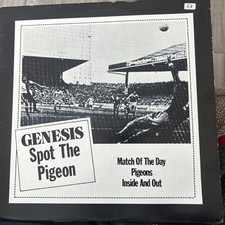 GENESIS
Spot The
Pigeon
Match Of The Day
Pigeons
Inside And Out